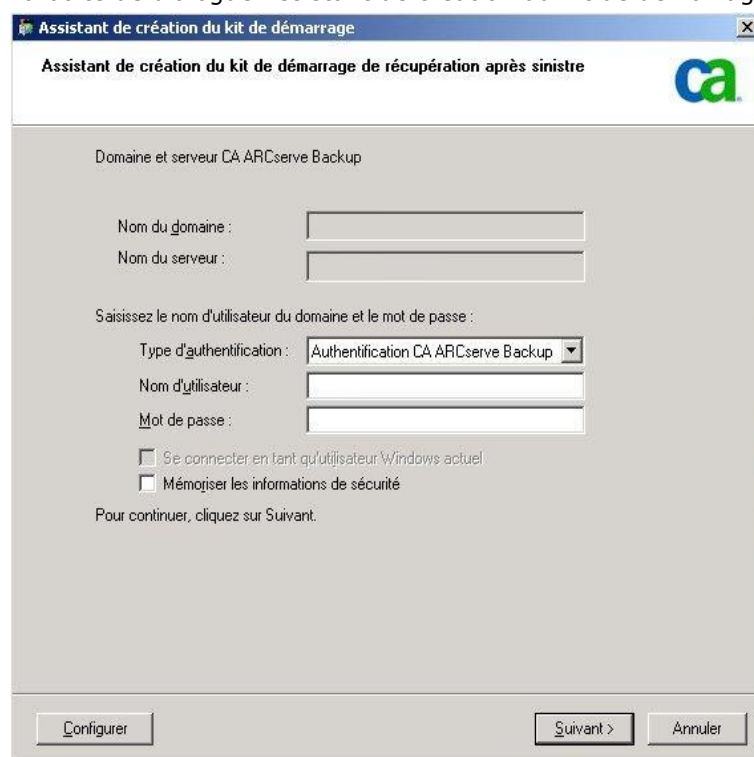 Assistant de création du kit de démarrage
Assistant de création du kit de démarrage de récupération après sinistre
ca
Domaine et serveur CA ARCserve Backup
Nom du domaine :
Nom du serveur :
Saisissez le nom d'utilisateur du domaine et le mot de passe :
Type d'authentification : Authentification CA ARCserve Backup
Nom d'utilisateur :
Mot de passe :
Se connecter en tant qu'utilisateur Windows actuel
Mémoriser les informations de sécurité
Pour continuer, cliquez sur Suivant.
Configurer Suivant > Annuler